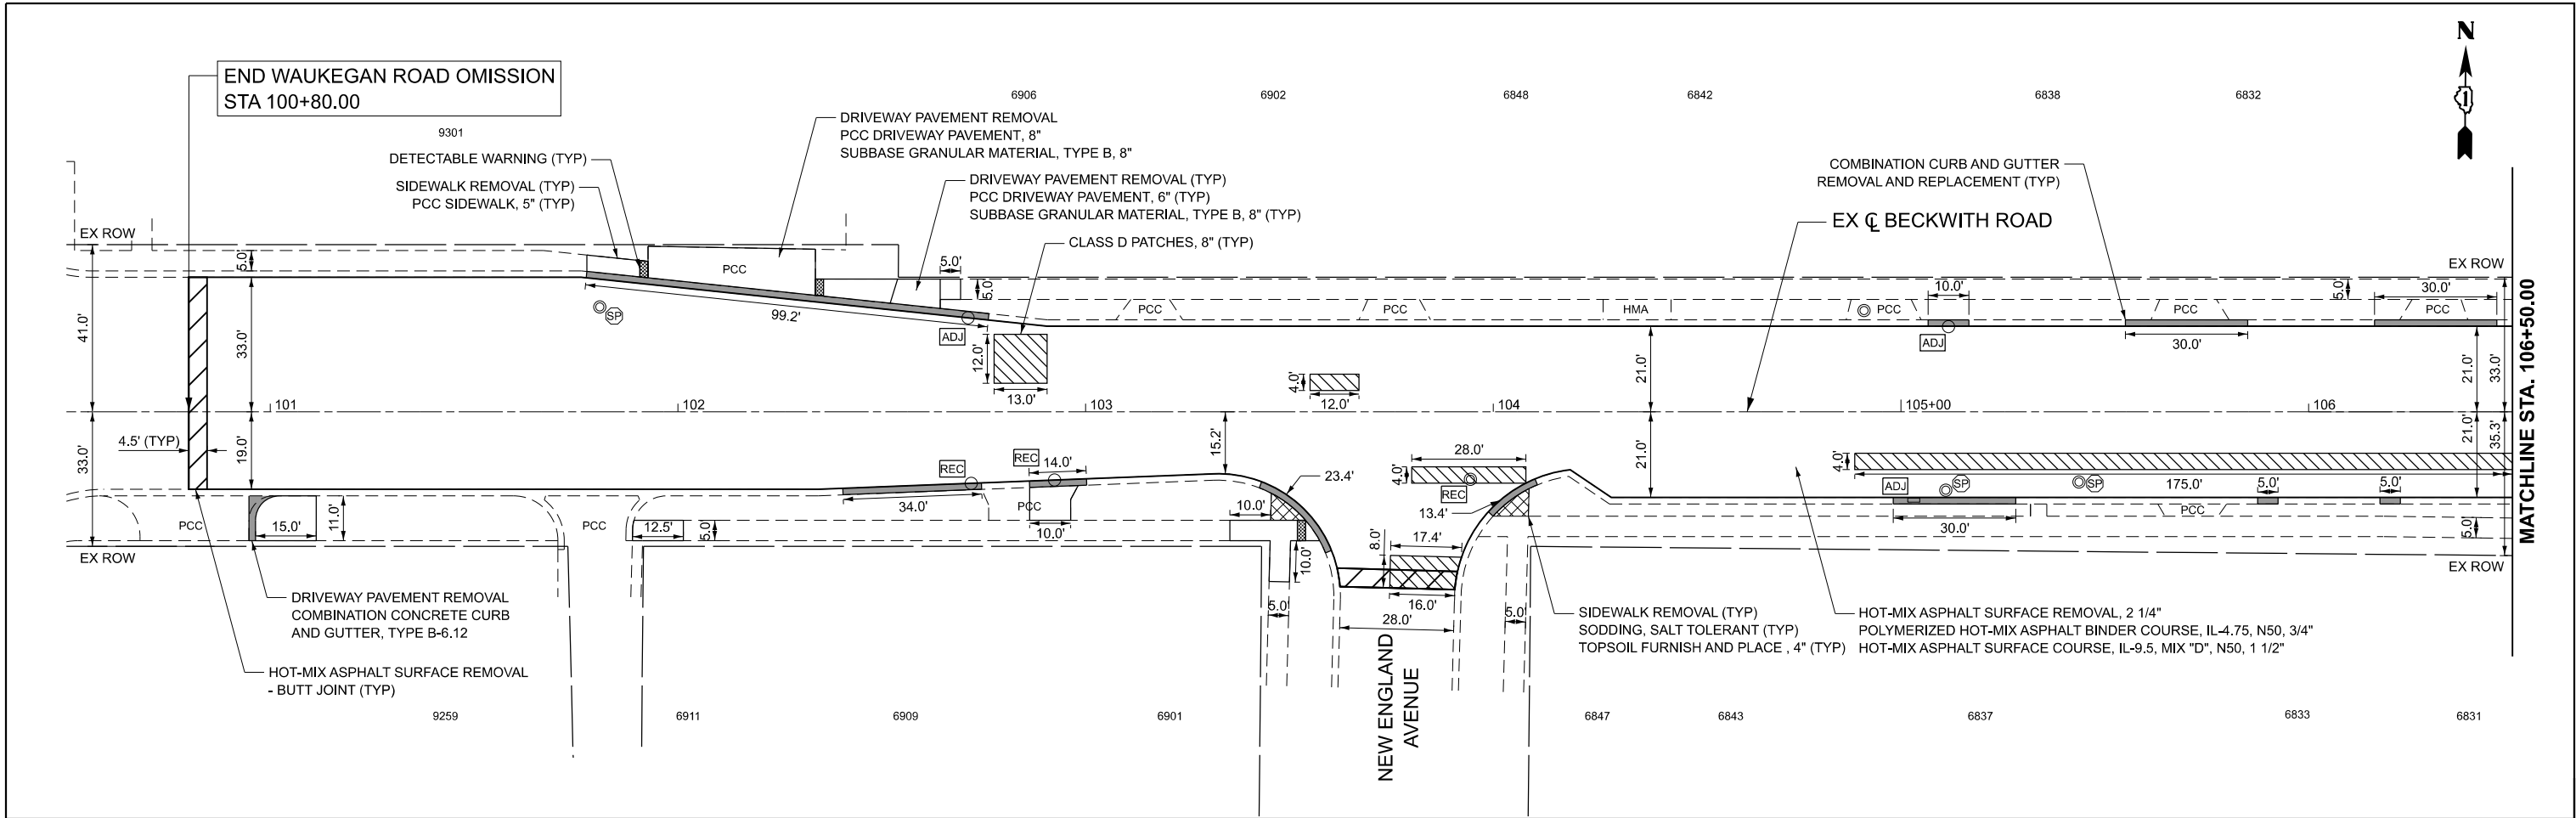 END WAUKEGAN ROAD OMISSION
STA 100+80.00
9301
6906
6902
6848
6842
6838
6832
N
1
DETECTABLE WARNING (TYP)
SIDEWALK REMOVAL (TYP)
PCC SIDEWALK, 5" (TYP)
DRIVEWAY PAVEMENT REMOVAL
PCC DRIVEWAY PAVEMENT, 8"
SUBBASE GRANULAR MATERIAL, TYPE B, 8"
DRIVEWAY PAVEMENT REMOVAL (TYP)
PCC DRIVEWAY PAVEMENT, 6" (TYP)
SUBBASE GRANULAR MATERIAL, TYPE B, 8" (TYP)
CLASS D PATCHES, 8" (TYP)
COMBINATION CURB AND GUTTER
REMOVAL AND REPLACEMENT (TYP)
EX ℄ BECKWITH ROAD
EX ROW
5.0'
PCC
5.0'
5.0'
EX ROW
41.0'
33.0'
SP
99.2'
ADJ
12.0'
13.0'
PCC
PCC
HMA
PCC
10.0'
ADJ
PCC
30.0'
5.0'
30.0'
PCC
4.0'
12.0'
21.0'
21.0'
33.0'
MATCHLINE STA. 106+50.00
101
102
103
104
105+00
106
33.0'
4.5' (TYP)
19.0'
REC
34.0'
REC
14.0'
15.2'
23.4'
28.0'
4.0'
REC
13.4'
21.0'
4.0'
175.0'
ADJ
SP
SP
30.0'
5.0'
5.0'
21.0'
35.3'
PCC
15.0'
11.0'
PCC
12.5'
5.0'
PCC
10.0'
10.0'
10.0'
5.0'
8.0'
17.4'
16.0'
28.0'
5.0'
PCC
5.0
EX ROW
EX ROW
DRIVEWAY PAVEMENT REMOVAL
COMBINATION CONCRETE CURB
AND GUTTER, TYPE B-6.12
HOT-MIX ASPHALT SURFACE REMOVAL
- BUTT JOINT (TYP)
NEW ENGLAND
AVENUE
SIDEWALK REMOVAL (TYP)
SODDING, SALT TOLERANT (TYP)
TOPSOIL FURNISH AND PLACE , 4" (TYP)
HOT-MIX ASPHALT SURFACE REMOVAL, 2 1/4"
POLYMERIZED HOT-MIX ASPHALT BINDER COURSE, IL-4.75, N50, 3/4"
HOT-MIX ASPHALT SURFACE COURSE, IL-9.5, MIX "D", N50, 1 1/2"
9259
6911
6909
6901
6847
6843
6837
6833
6831